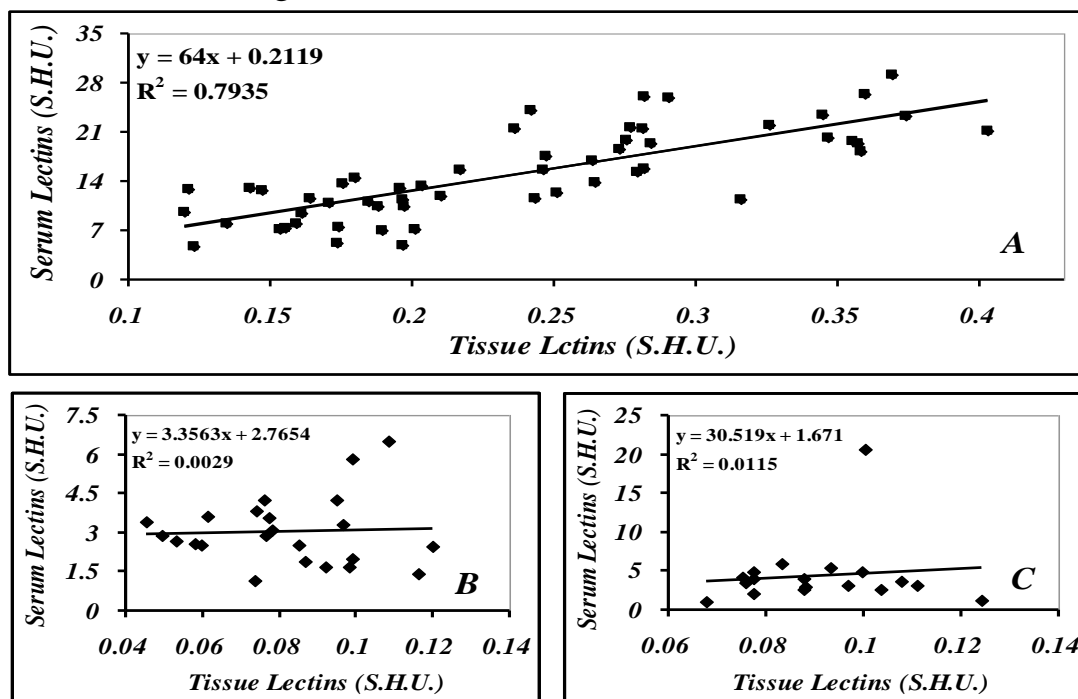 35
28
21
14
7
0
Serum Lectins (S.H.U.)
y = 64x + 0.2119
R² = 0.7935
A
0.1 0.15 0.2 0.25 0.3 0.35 0.4
Tissue Lctins (S.H.U.)
7.5
6
4.5
3
1.5
0
Serum Lectins (S.H.U.)
y = 3.3563x + 2.7654
R² = 0.0029
B
0.04 0.06 0.08 0.1 0.12 0.14
Tissue Lectins (S.H.U.)
25
20
15
10
5
0
Serum Lectins (S.H.U.)
y = 30.519x + 1.671
R² = 0.0115
C
0.06 0.08 0.1 0.12 0.14
Tissue Lectins (S.H.U.)